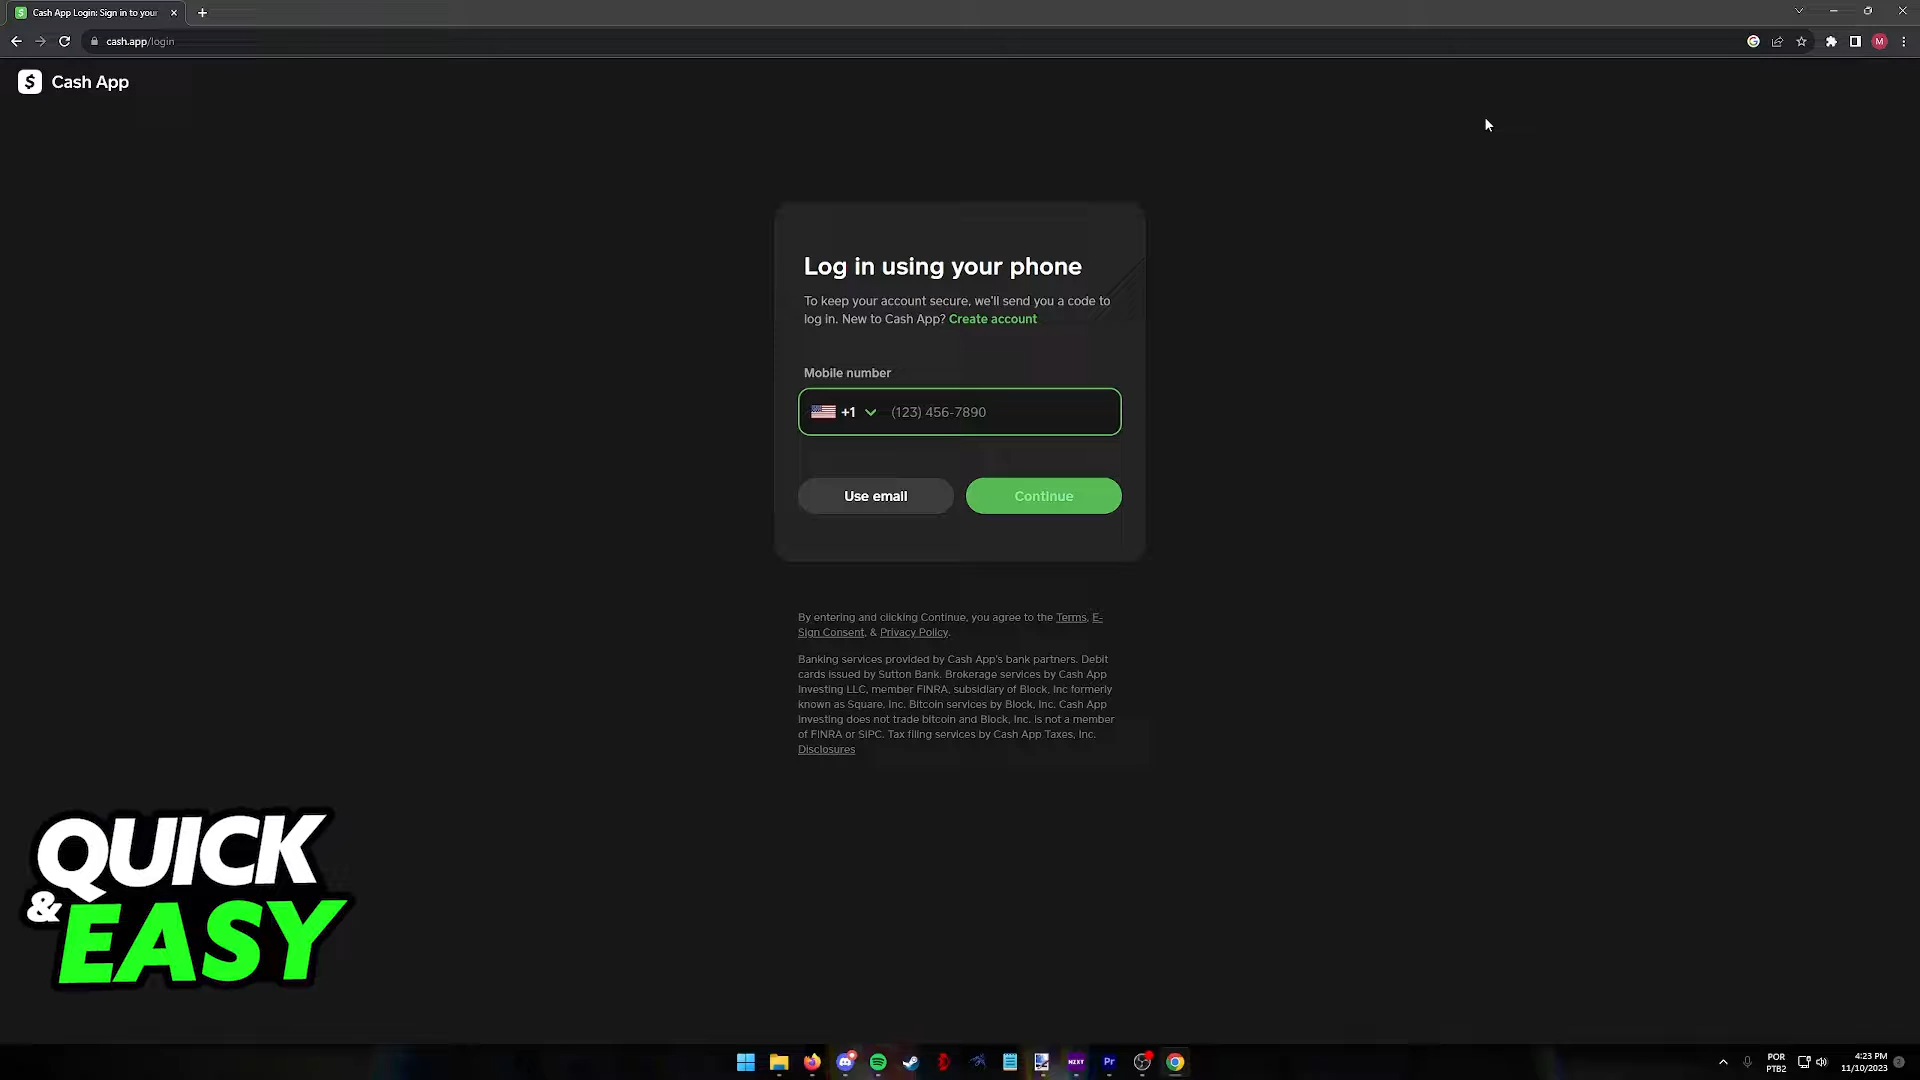 Cash App Login: Sign in to your
cash.app/login
M
$ Cash App
Log in using your phone
To keep your account secure, we'll send you a code to
log in. New to Cash App? Create account
Mobile number
+1 (123) 456-7890
Use email
Continue
By entering and clicking Continue, you agree to the Terms, E-
Sign Consent, & Privacy Policy.
Banking services provided by Cash App's bank partners. Debit
cards issued by Sutton Bank. Brokerage services by Cash App
Investing LLC, member FINRA, subsidiary of Block, Inc formerly
known as Square, Inc. Bitcoin services by Block, Inc. Cash App
Investing does not trade bitcoin and Block, Inc. is not a member
of FINRA or SIPC. Tax filing services by Cash App Taxes, Inc.
Disclosures
QUICK
& EASY
NZXT
Pr
POR
PTB2
4:23 PM
11/10/2023
2